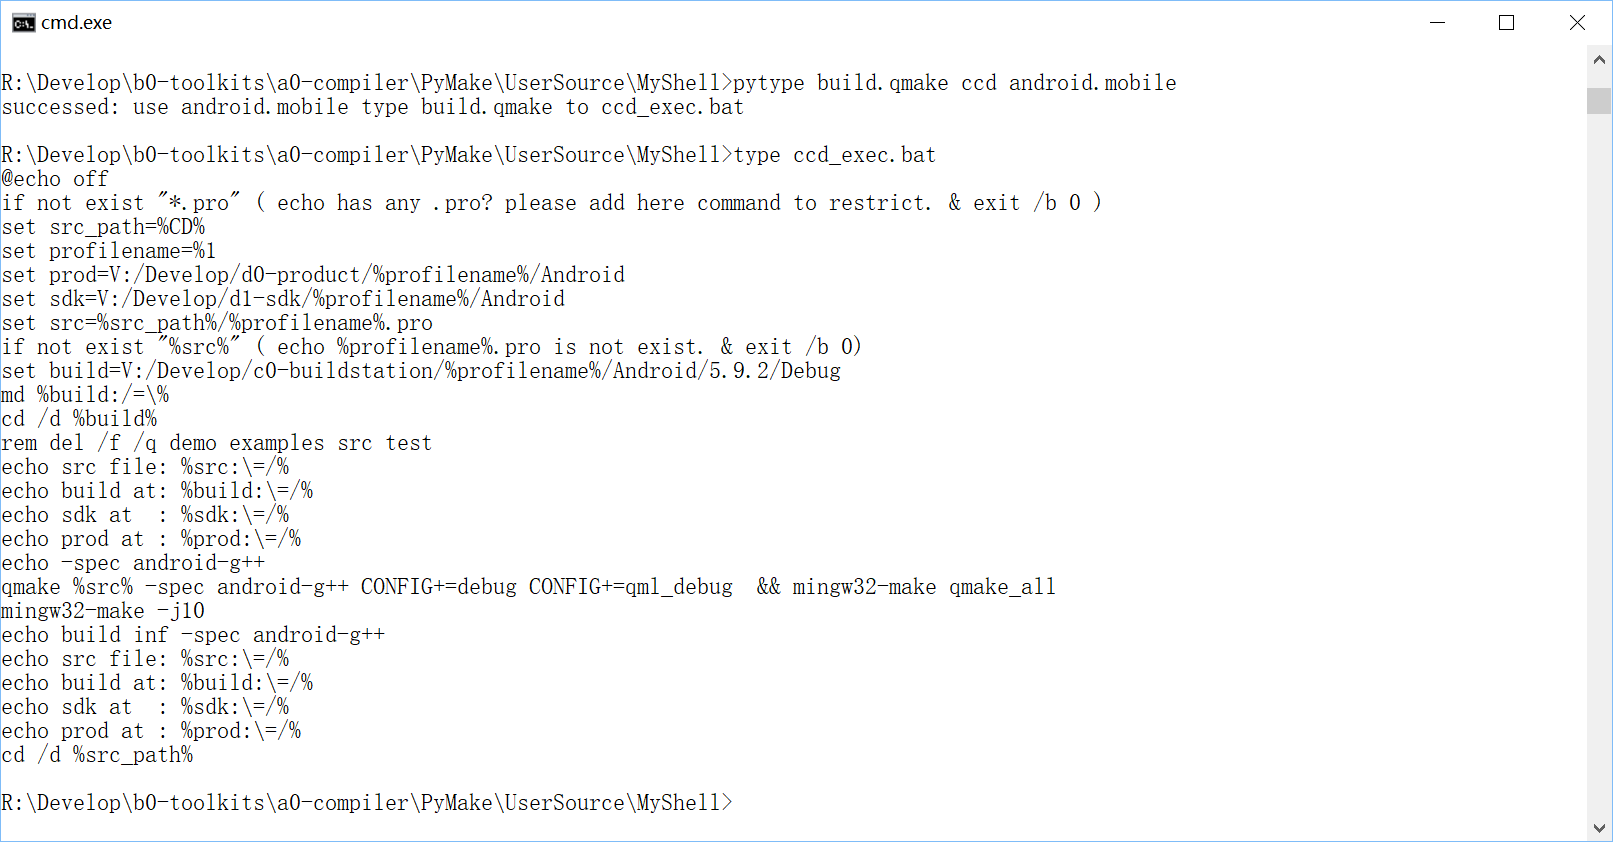 cmd.exe
R:\Develop\b0-toolkits\a0-compiler\PyMake\UserSource\MyShell>pytype build.qmake ccd android.mobile
successed: use android.mobile type build.qmake to ccd_exec.bat
R:\Develop\b0-toolkits\a0-compiler\PyMake\UserSource\MyShell>type ccd_exec.bat
@echo off
if not exist "*.pro" ( echo has any .pro? please add here command to restrict. & exit /b 0 )
set src_path=%CD%
set profilename=%1
set prod=V:/Develop/d0-product/%profilename%/Android
set sdk=V:/Develop/d1-sdk/%profilename%/Android
set src=%src_path%/%profilename%.pro
if not exist "%src%" ( echo %profilename%.pro is not exist. & exit /b 0)
set build=V:/Develop/c0-buildstation/%profilename%/Android/5.9.2/Debug
md %build:/=\%
cd /d %build%
rem del /f /q demo examples src test
echo src file: %src:\=/%
echo build at: %build:\=/%
echo sdk at  : %sdk:\=/%
echo prod at : %prod:\=/%
echo -spec android-g++
qmake %src% -spec android-g++ CONFIG+=debug CONFIG+=qml_debug  && mingw32-make qmake_all
mingw32-make -j10
echo build inf -spec android-g++
echo src file: %src:\=/%
echo build at: %build:\=/%
echo sdk at  : %sdk:\=/%
echo prod at : %prod:\=/%
cd /d %src_path%
R:\Develop\b0-toolkits\a0-compiler\PyMake\UserSource\MyShell>